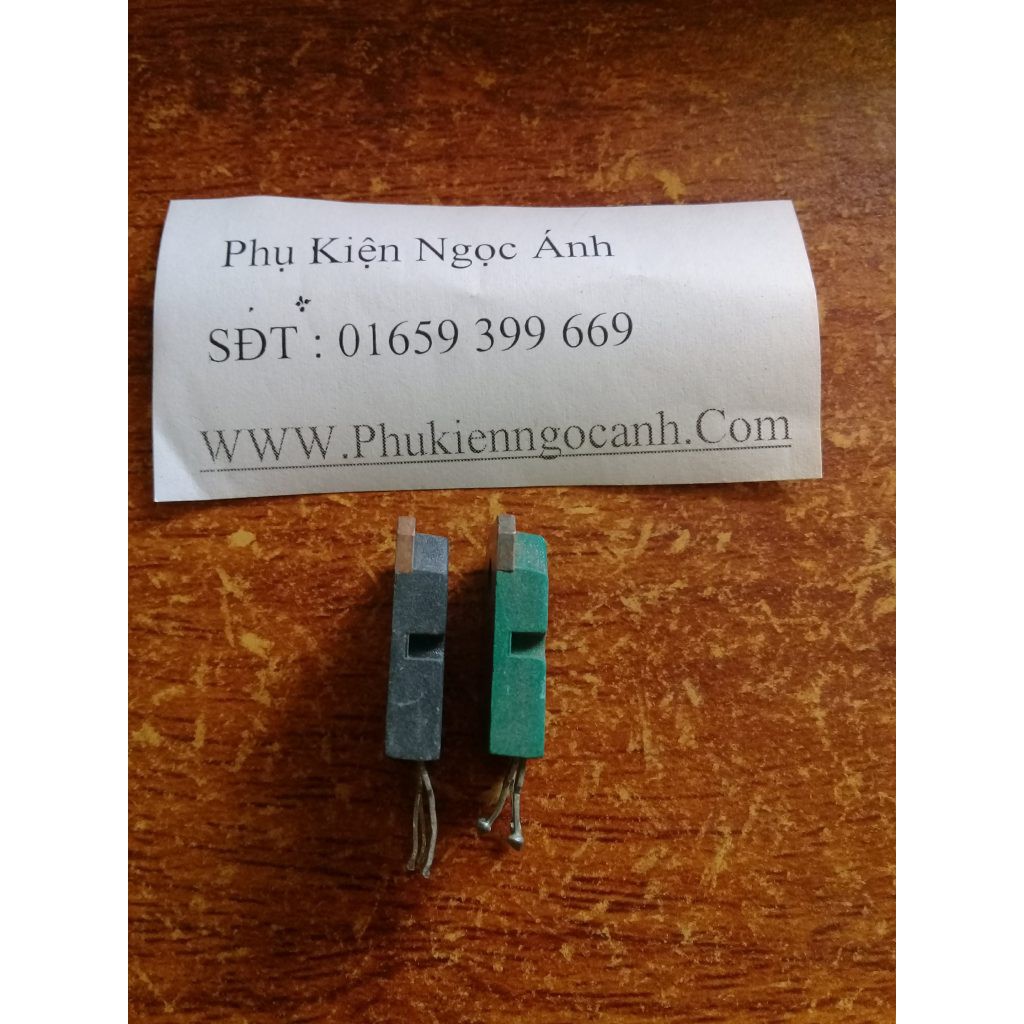 Phụ Kiện Ngọc Ánh
SĐT : 01659 399 669
WWW.Phukienngocanh.Com